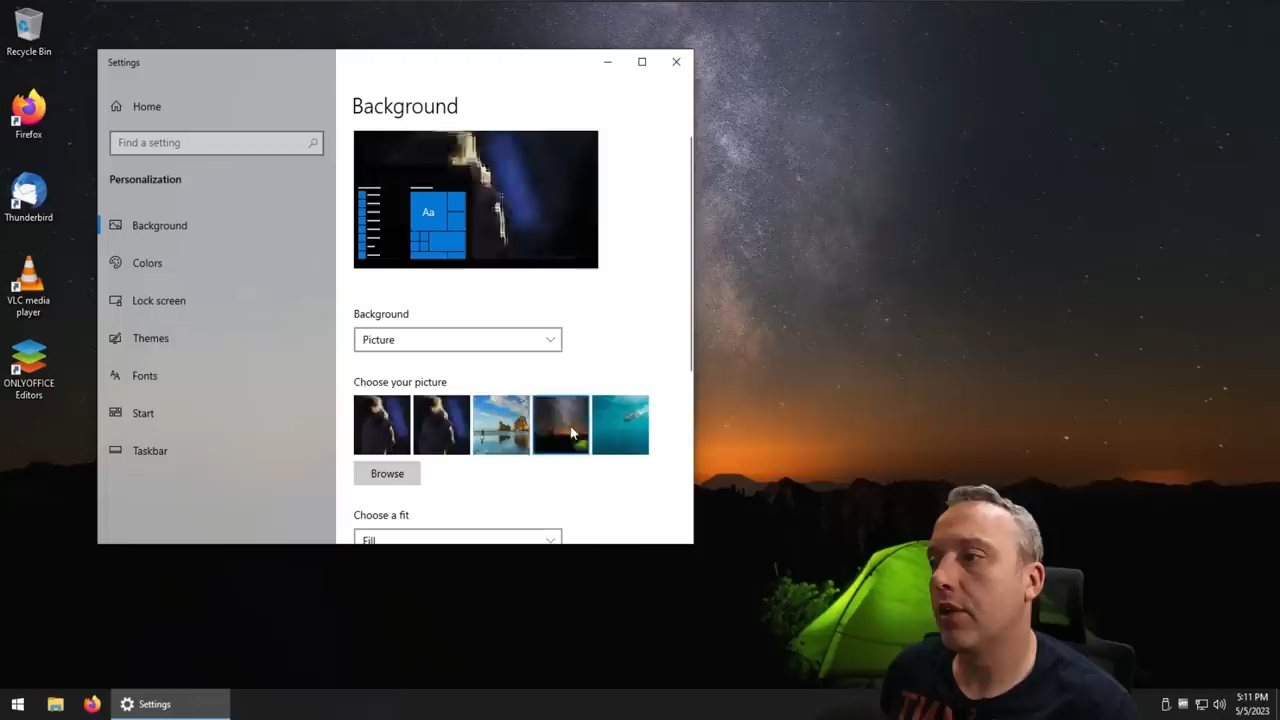 Recycle Bin
Firefox
Thunderbird
VLC media
player
ONLYOFFICE
Editors
Settings
Home
Find a setting
Personalization
Background
Colors
Lock screen
Themes
Fonts
Start
Taskbar
Background
Aa
Background
Picture
Choose your picture
Browse
Choose a fit
Fill
Settings
5:11 PM
5/5/2023